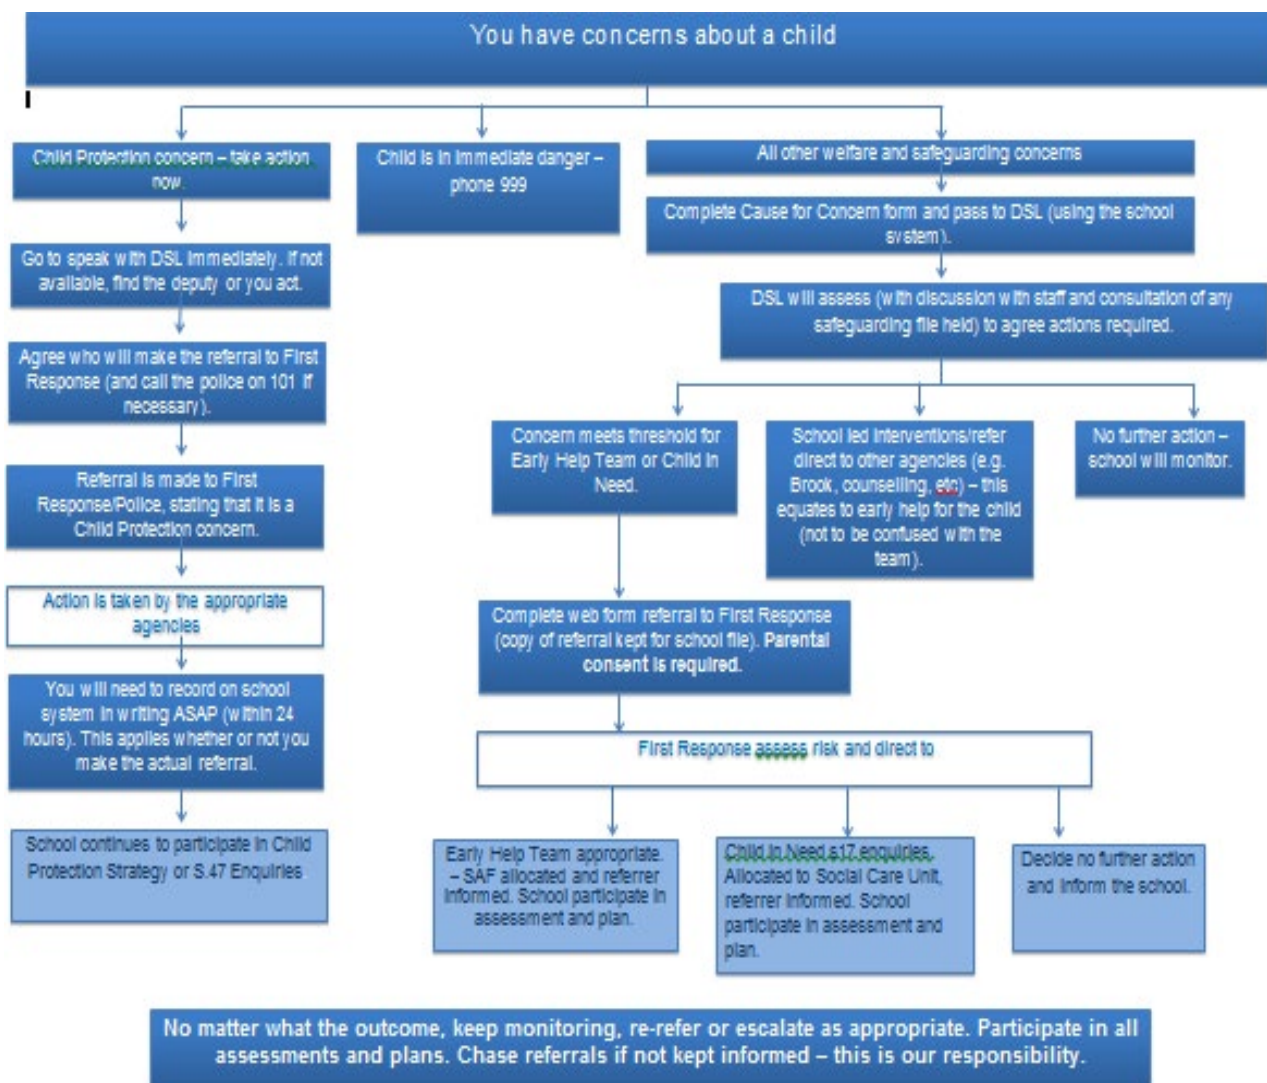 You have concerns about a child
Child Protection concern – take action
now.
Child is in immediate danger –
phone 999
All other welfare and safeguarding concerns
Complete Cause for Concern form and pass to DSL (using the school
system).
Go to speak with DSL immediately. If not
available, find the deputy or you act.
DSL will assess (with discussion with staff and consultation of any
safeguarding file held) to agree actions required.
Agree who will make the referral to First
Response (and call the police on 101 if
necessary).
Concern meets threshold for
Early Help Team or Child in
Need.
School led interventions/refer
direct to other agencies (e.g.
Brook, counselling, etc) – this
equates to early help for the child
(not to be confused with the
team).
No further action –
school will monitor.
Referral is made to First
Response/Police, stating that it is a
Child Protection concern.
Action is taken by the appropriate
agencies
Complete web form referral to First Response
(copy of referral kept for school file). Parental
consent is required.
You will need to record on school
system in writing ASAP (within 24
hours). This applies whether or not you
make the actual referral.
First Response assess risk and direct to
School continues to participate in Child
Protection Strategy or S.47 Enquiries
Early Help Team appropriate.
– SAF allocated and referrer
informed. School participate in
assessment and plan.
Child in Need s17 enquiries.
Allocated to Social Care Unit,
referrer informed. School
participate in assessment and
plan.
Decide no further action
and inform the school.
No matter what the outcome, keep monitoring, re-refer or escalate as appropriate. Participate in all
assessments and plans. Chase referrals if not kept informed – this is our responsibility.